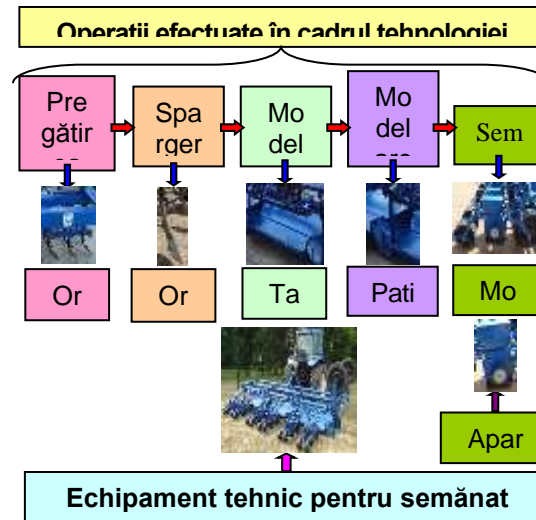 Operații efectuate în cadrul tehnologiei
Pre
gătir
Spa
rger
Mo
del
Mo
del
Sem
Or
Or
Ta
Pati
Mo
Apar
Echipament tehnic pentru semănat